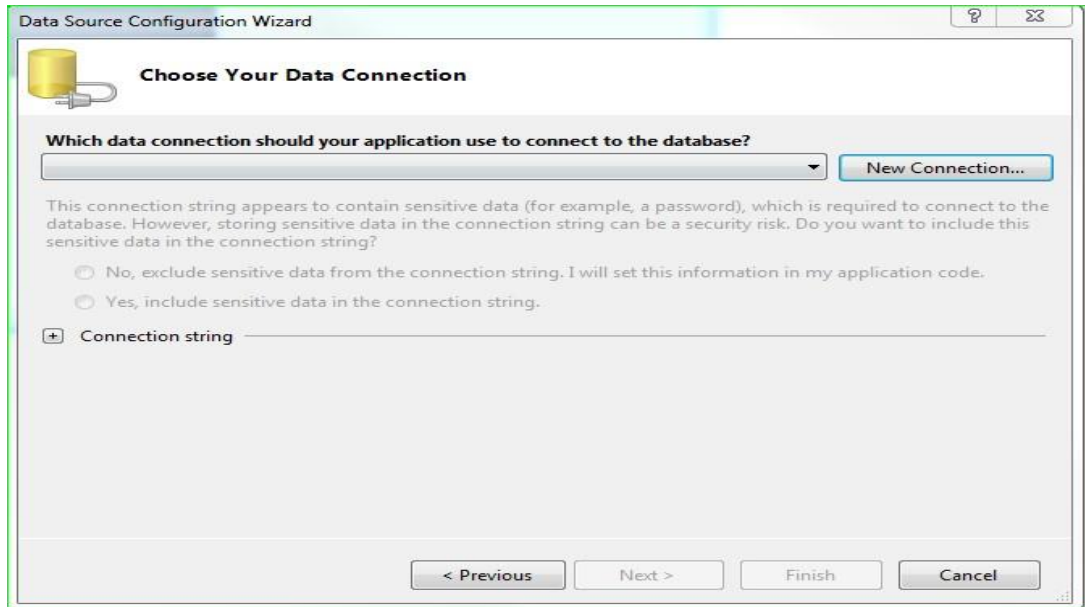 Data Source Configuration Wizard
Choose Your Data Connection
Which data connection should your application use to connect to the database?
New Connection...
This connection string appears to contain sensitive data (for example, a password), which is required to connect to the
database. However, storing sensitive data in the connection string can be a security risk. Do you want to include this
sensitive data in the connection string?
No, exclude sensitive data from the connection string. I will set this information in my application code.
Yes, include sensitive data in the connection string.
Connection string
< Previous
Next >
Finish
Cancel